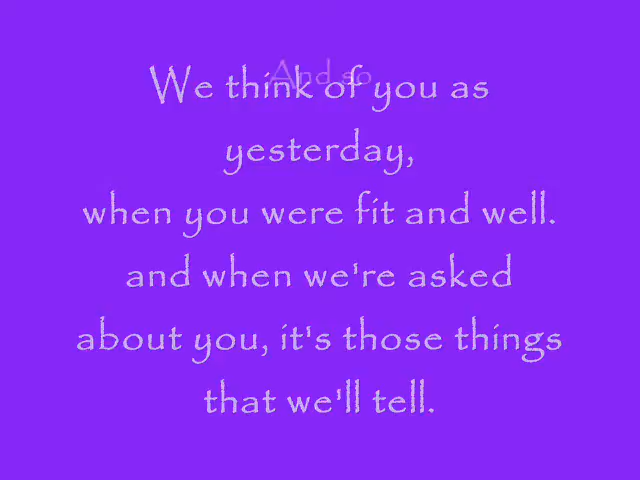 And so
We think of you as
yesterday,
when you were fit and well.
and when we're asked
about you, it's those things
that we'll tell.